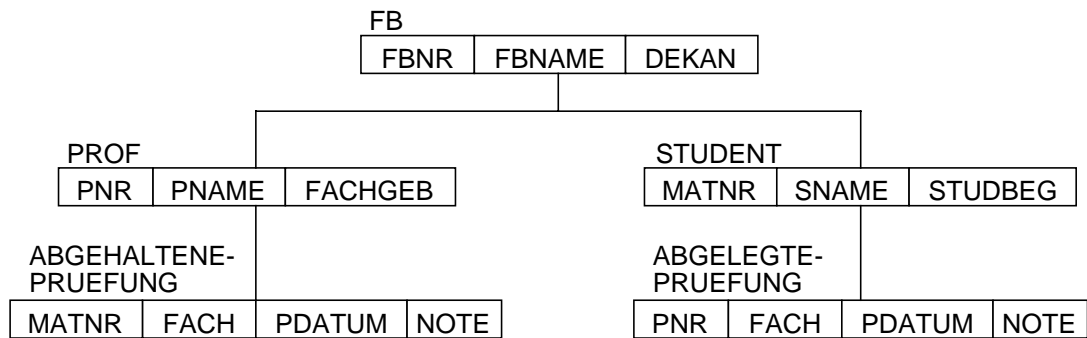 FB
FBNR FBNAME DEKAN
PROF
PNR PNAME FACHGEB
STUDENT
MATNR SNAME STUDBEG
ABGEHALTENE-
PRUEFUNG
MATNR FACH PDATUM NOTE
ABGELEGTE-
PRUEFUNG
PNR FACH PDATUM NOTE